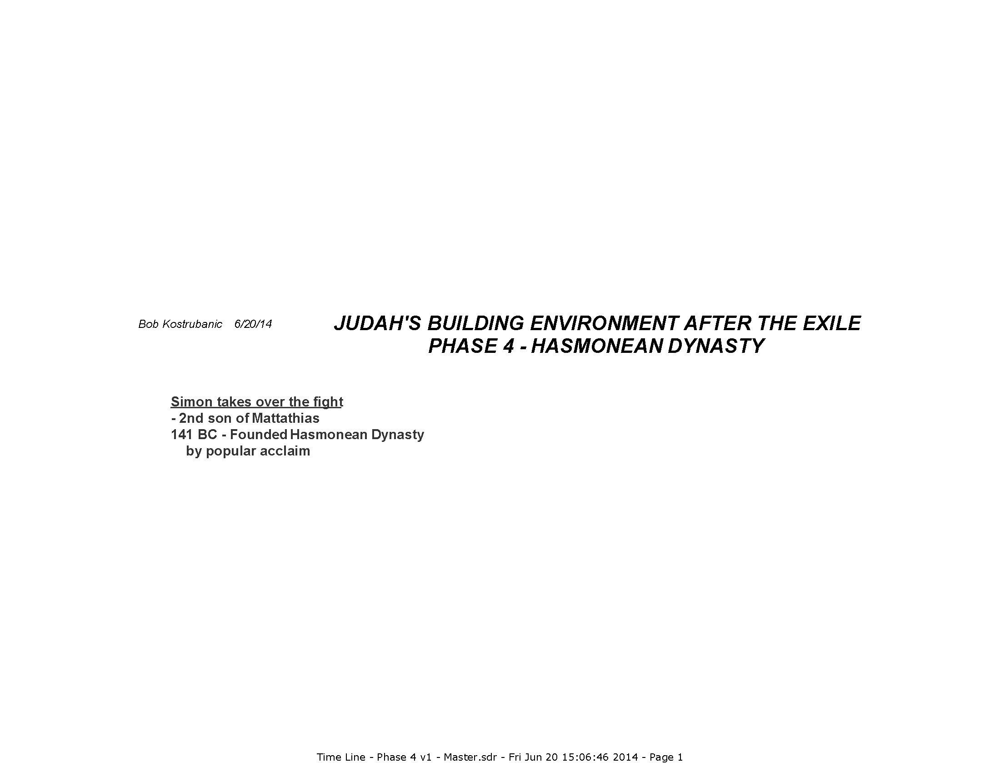 Bob Kostrubanic 6/20/14
JUDAH'S BUILDING ENVIRONMENT AFTER THE EXILE
PHASE 4 - HASMONEAN DYNASTY
Simon takes over the fight
- 2nd son of Mattathias
141 BC - Founded Hasmonean Dynasty
by popular acclaim
Time Line - Phase 4 v1 - Master.sdr - Fri Jun 20 15:06:46 2014 - Page 1